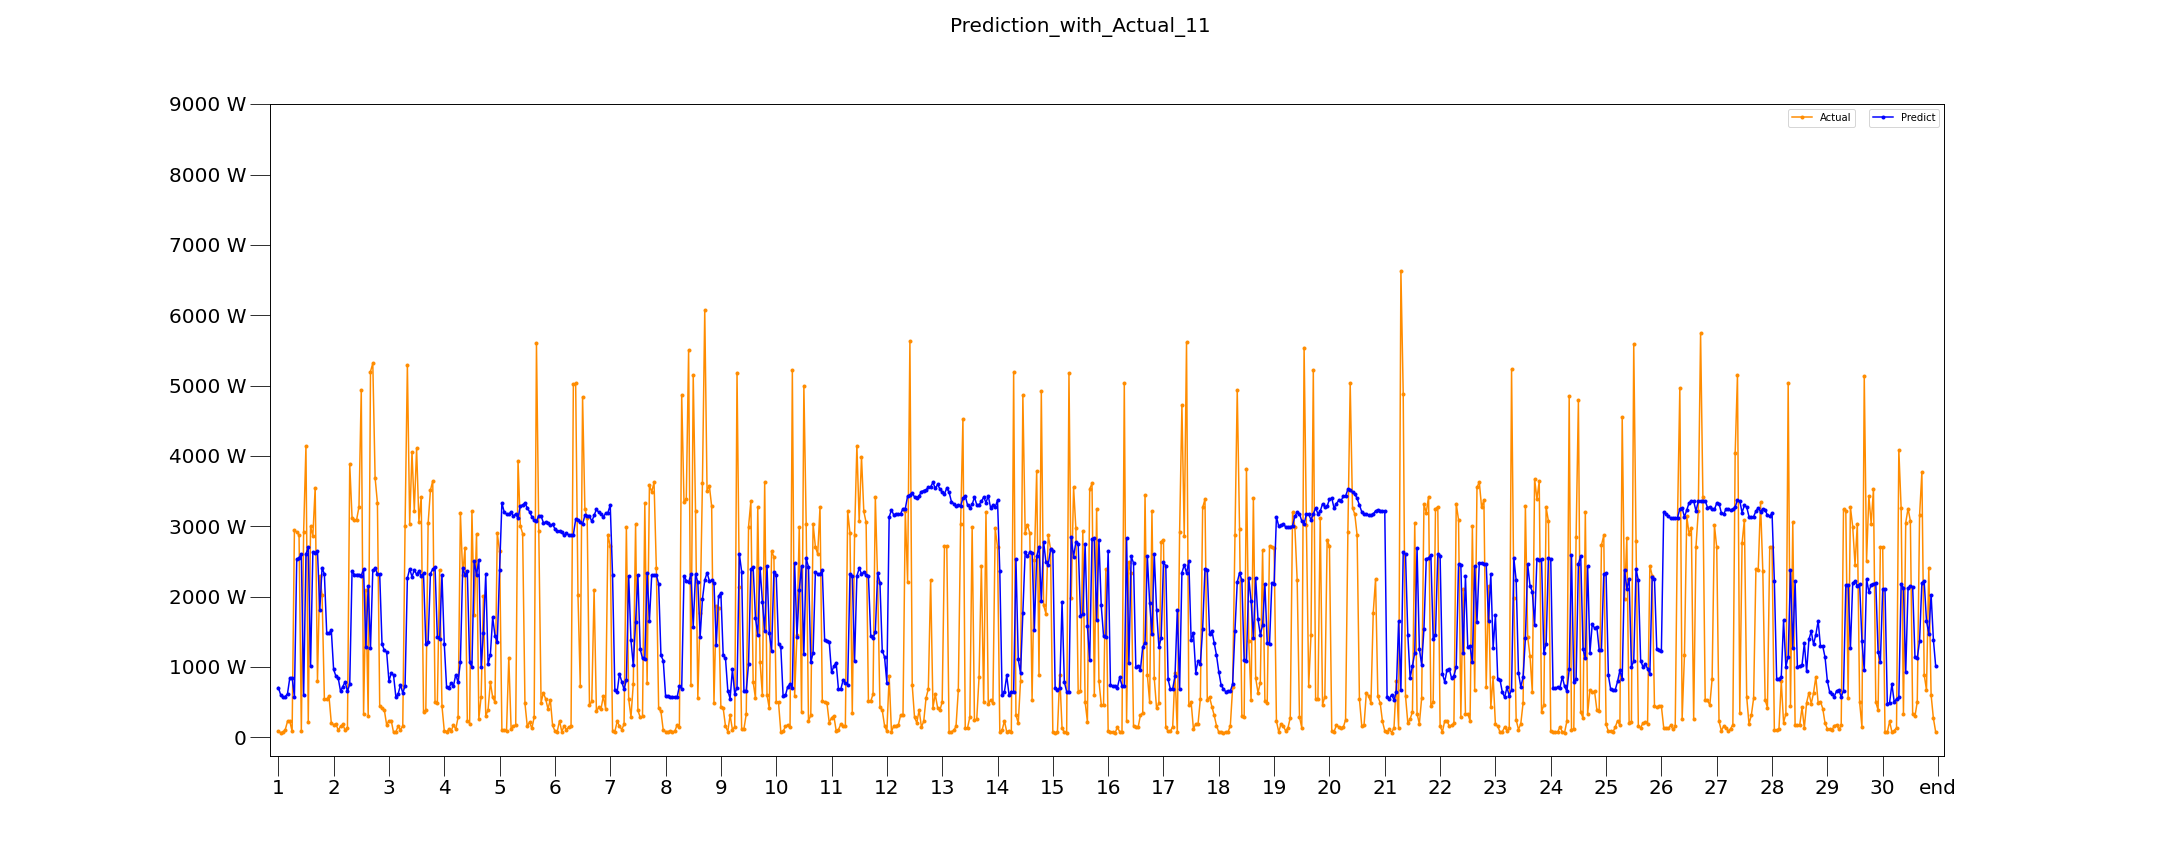 Prediction_with_Actual_11
Actual Predict
9000 W
8000 W
7000 W
6000 W
5000 W
4000 W
3000 W
2000 W
1000 W
0
1 2 3 4 5 6 7 8 9 10 11 12 13 14 15 16 17 18 19 20 21 22 23 24 25 26 27 28 29 30 end